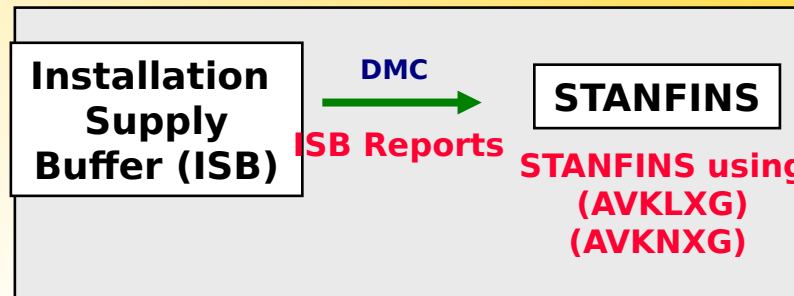 Installation
Supply
Buffer (ISB)
DMC
ISB Reports
STANFINS
STANFINS using
(AVKLXG)
(AVKNXG)